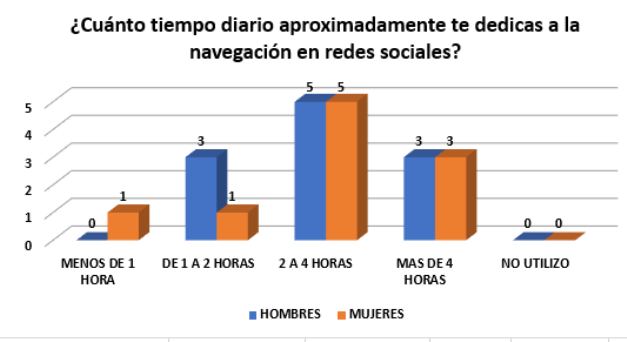 ¿Cuánto tiempo diario aproximadamente te dedicas a la
navegación en redes sociales?
5
4
3
2
1
0
0
1
3
1
5
5
3
3
0
0
MENOS DE 1
HORA
DE 1 A 2 HORAS
2 A 4 HORAS
MAS DE 4
HORAS
NO UTILIZO
HOMBRES
MUJERES